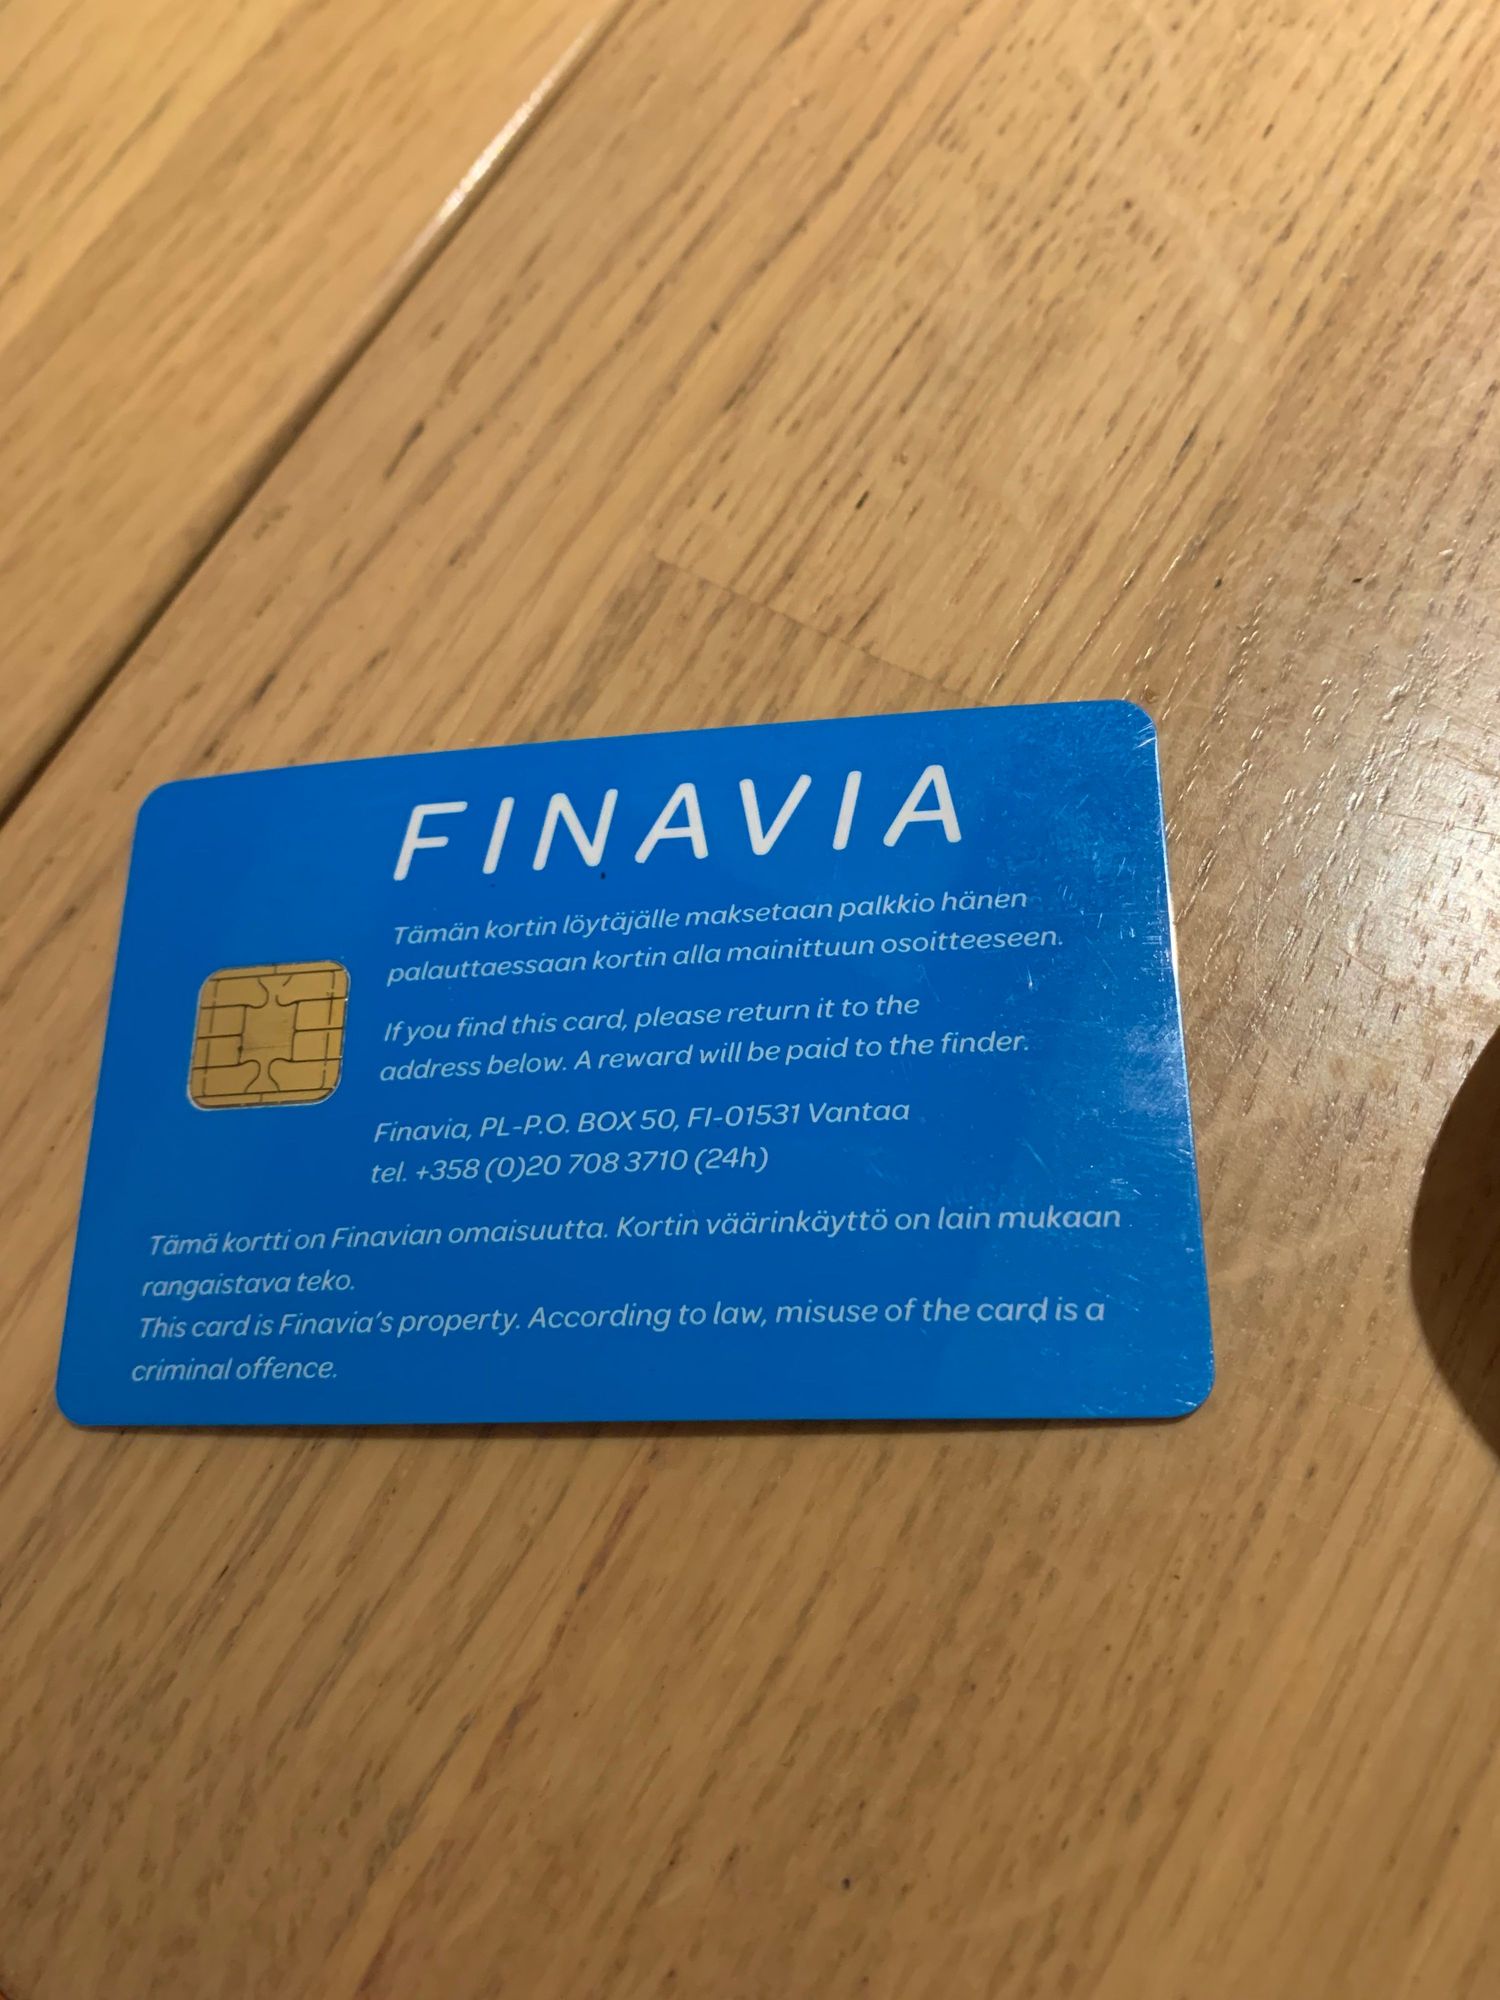 FINAVIA
Tämän kortin löytäjälle maksetaan palkkio hänen
palauttaessaan kortin alla mainittuun osoitteeseen.
If you find this card, please return it to the
address below. A reward will be paid to the finder.
Finavia, PL-P.O. BOX 50, FI-01531 Vantaa
tel. +358 (0)20 708 3710 (24h)
Tämä kortti on Finavian omaisuutta. Kortin väärinkäyttö on lain mukaan
rangaistava teko.
This card is Finavia's property. According to law, misuse of the card is a
criminal offence.